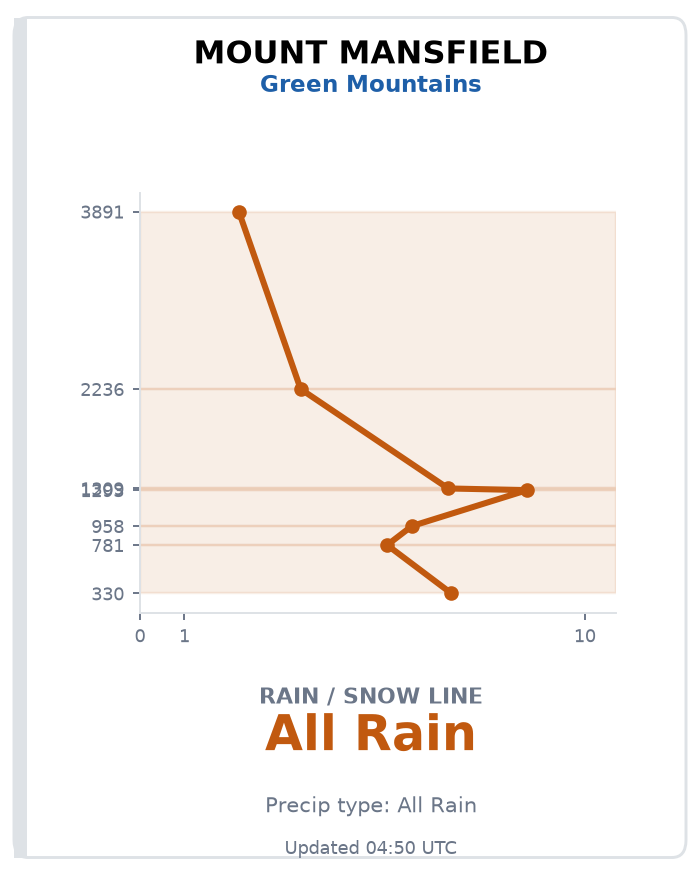 MOUNT MANSFIELD
Green Mountains
3891
2236
958
781
330
0 1 10
RAIN / SNOW LINE
All Rain
Precip type: All Rain
Updated 04:50 UTC